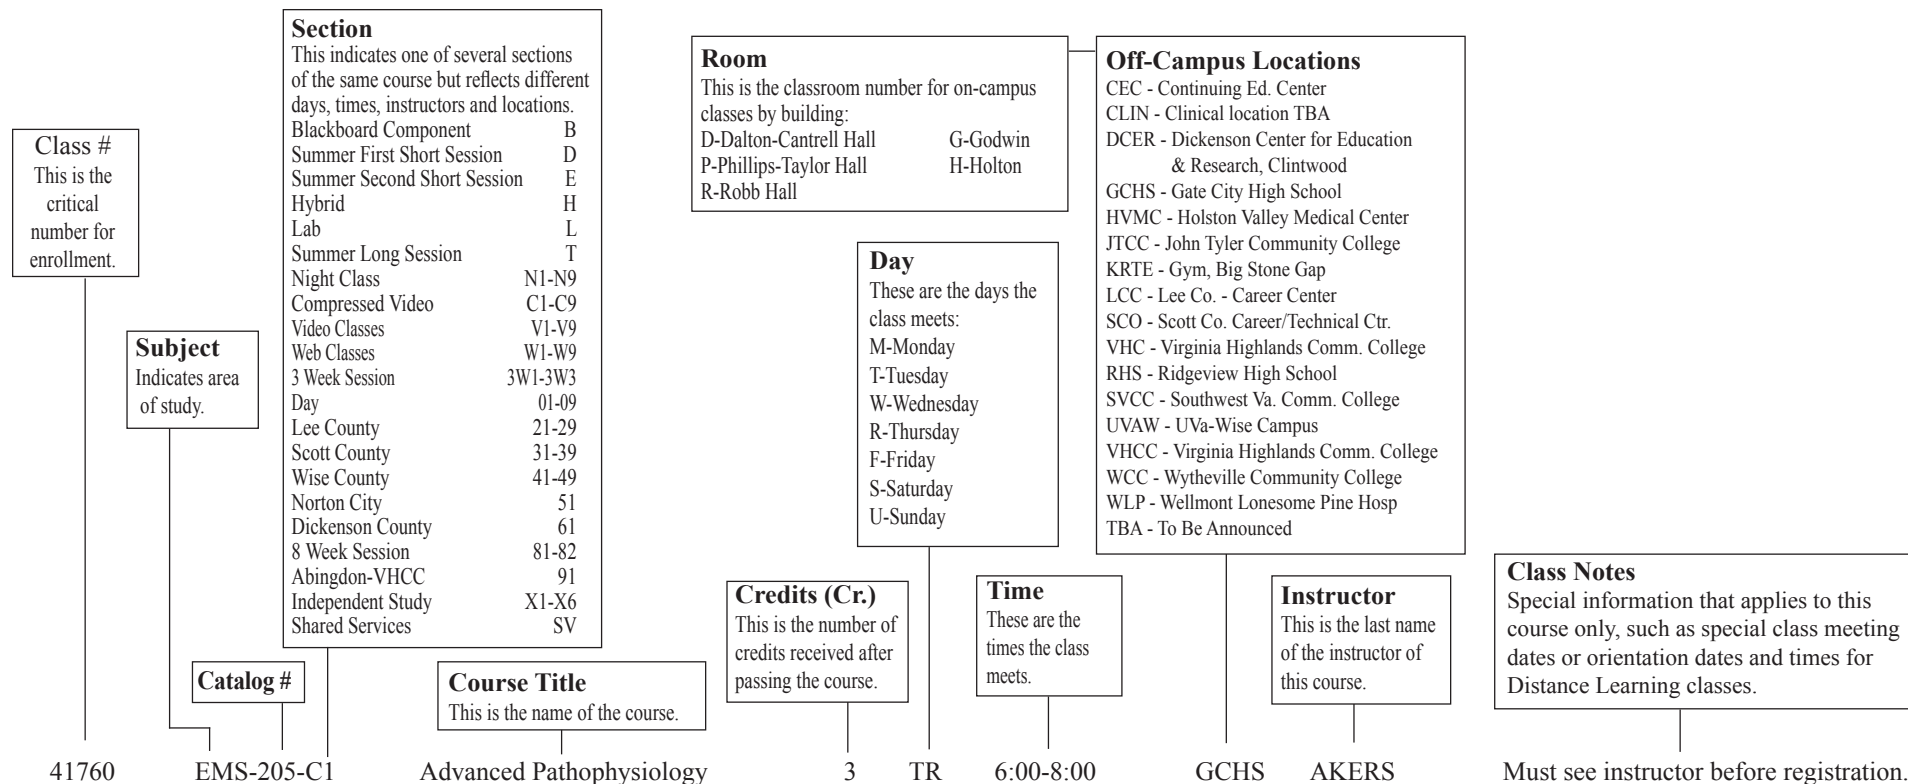 Class #
This is the
critical
number for
enrollment.
Subject
Indicates area
of study.
Section
This indicates one of several sections
of the same course but reflects different
days, times, instructors and locations.
Blackboard Component B
Summer First Short Session D
Summer Second Short Session E
Hybrid H
Lab L
Summer Long Session T
Night Class N1-N9
Compressed Video C1-C9
Video Classes V1-V9
Web Classes W1-W9
3 Week Session 3W1-3W3
Day 01-09
Lee County 21-29
Scott County 31-39
Wise County 41-49
Norton City 51
Dickenson County 61
8 Week Session 81-82
Abingdon-VHCC 91
Independent Study X1-X6
Shared Services SV
Catalog #
Course Title
This is the name of the course.
Room
This is the classroom number for on-campus
classes by building:
D-Dalton-Cantrell Hall G-Godwin
P-Phillips-Taylor Hall H-Holton
R-Robb Hall
Credits (Cr.)
This is the number of
credits received after
passing the course.
Day
These are the days the
class meets:
M-Monday
T-Tuesday
W-Wednesday
R-Thursday
F-Friday
S-Saturday
U-Sunday
Time
These are the
times the class
meets.
Off-Campus Locations
CEC - Continuing Ed. Center
CLIN - Clinical location TBA
DCER - Dickenson Center for Education
& Research, Clintwood
GCHS - Gate City High School
HVMC - Holston Valley Medical Center
JTCC - John Tyler Community College
KRTE - Gym, Big Stone Gap
LCC - Lee Co. - Career Center
SCO - Scott Co. Career/Technical Ctr.
VHC - Virginia Highlands Comm. College
RHS - Ridgeview High School
SVCC - Southwest Va. Comm. College
UVAW - UVa-Wise Campus
VHCC - Virginia Highlands Comm. College
WCC - Wytheville Community College
WLP - Wellmont Lonesome Pine Hosp
TBA - To Be Announced
Instructor
This is the last name
of the instructor of
this course.
Class Notes
Special information that applies to this
course only, such as special class meeting
dates or orientation dates and times for
Distance Learning classes.
41760 EMS-205-C1 Advanced Pathophysiology 3 TR 6:00-8:00 GCHS AKERS Must see instructor before registration.